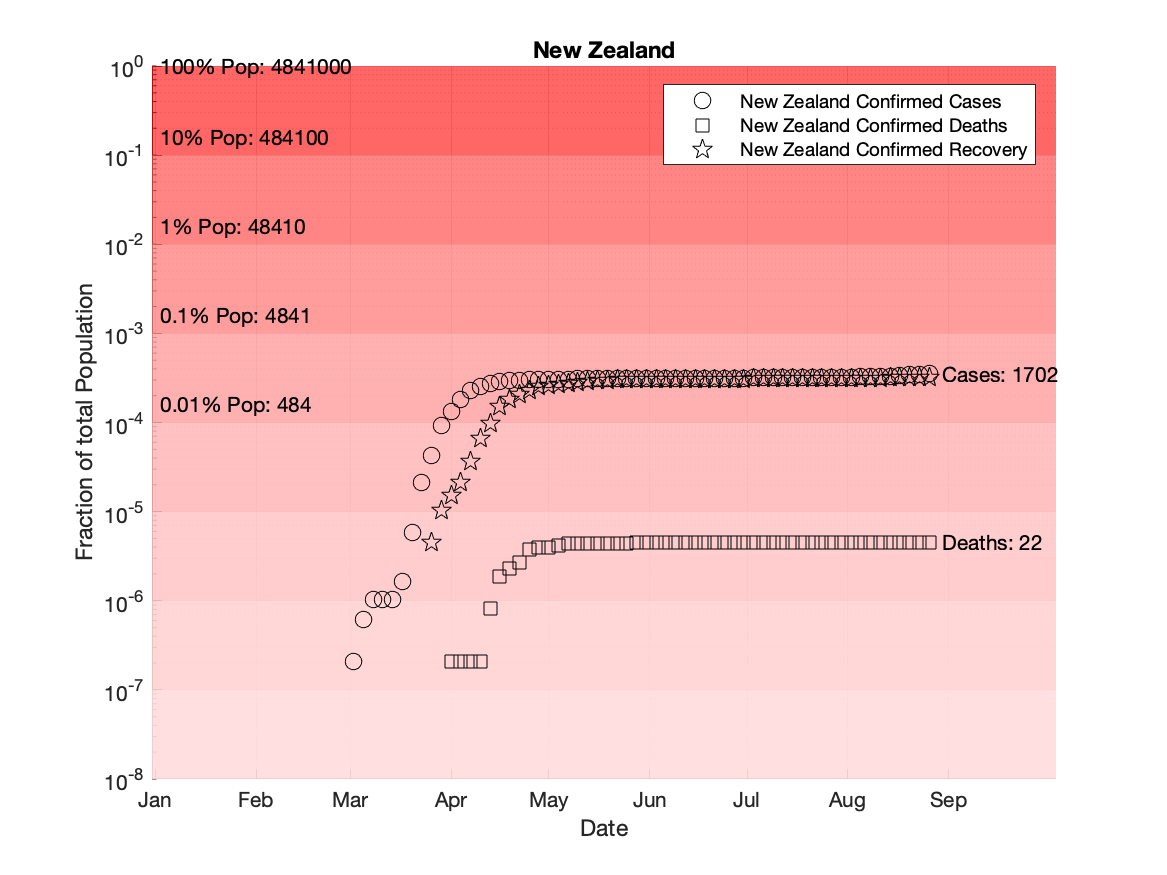 New Zealand
10^0
100% Pop: 4841000
New Zealand Confirmed Cases
New Zealand Confirmed Deaths
New Zealand Confirmed Recovery
10% Pop: 484100
10^-1
1% Pop: 48410
10^-2
0.1% Pop: 4841
10^-3
Cases: 1702
0.01% Pop: 484
10^-4
10^-5
Deaths: 22
10^-6
10^-7
10^-8
Fraction of total Population
Jan Feb Mar Apr May Jun Jul Aug Sep
Date